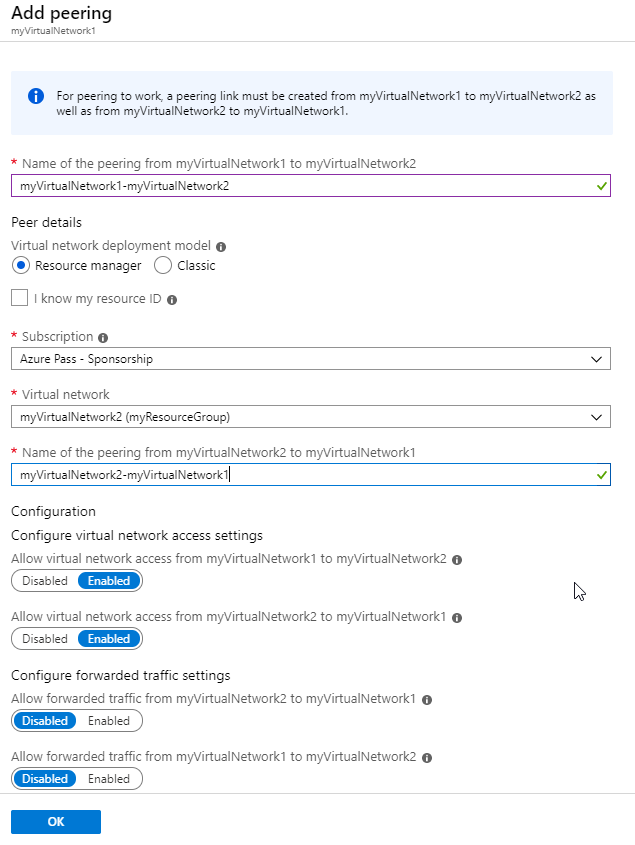 Add peering
myVirtualNetwork1
For peering to work, a peering link must be created from myVirtualNetwork1 to myVirtualNetwork2 as
well as from myVirtualNetwork2 to myVirtualNetwork1.
* Name of the peering from myVirtualNetwork1 to myVirtualNetwork2
myVirtualNetwork1-myVirtualNetwork2
Peer details
Virtual network deployment model
Resource manager Classic
I know my resource ID
* Subscription
Azure Pass - Sponsorship
* Virtual network
myVirtualNetwork2 (myResourceGroup)
* Name of the peering from myVirtualNetwork2 to myVirtualNetwork1
myVirtualNetwork2-myVirtualNetwork1
Configuration
Configure virtual network access settings
Allow virtual network access from myVirtualNetwork1 to myVirtualNetwork2
Disabled Enabled
Allow virtual network access from myVirtualNetwork2 to myVirtualNetwork1
Disabled Enabled
Configure forwarded traffic settings
Allow forwarded traffic from myVirtualNetwork2 to myVirtualNetwork1
Disabled Enabled
Allow forwarded traffic from myVirtualNetwork1 to myVirtualNetwork2
Disabled Enabled
OK